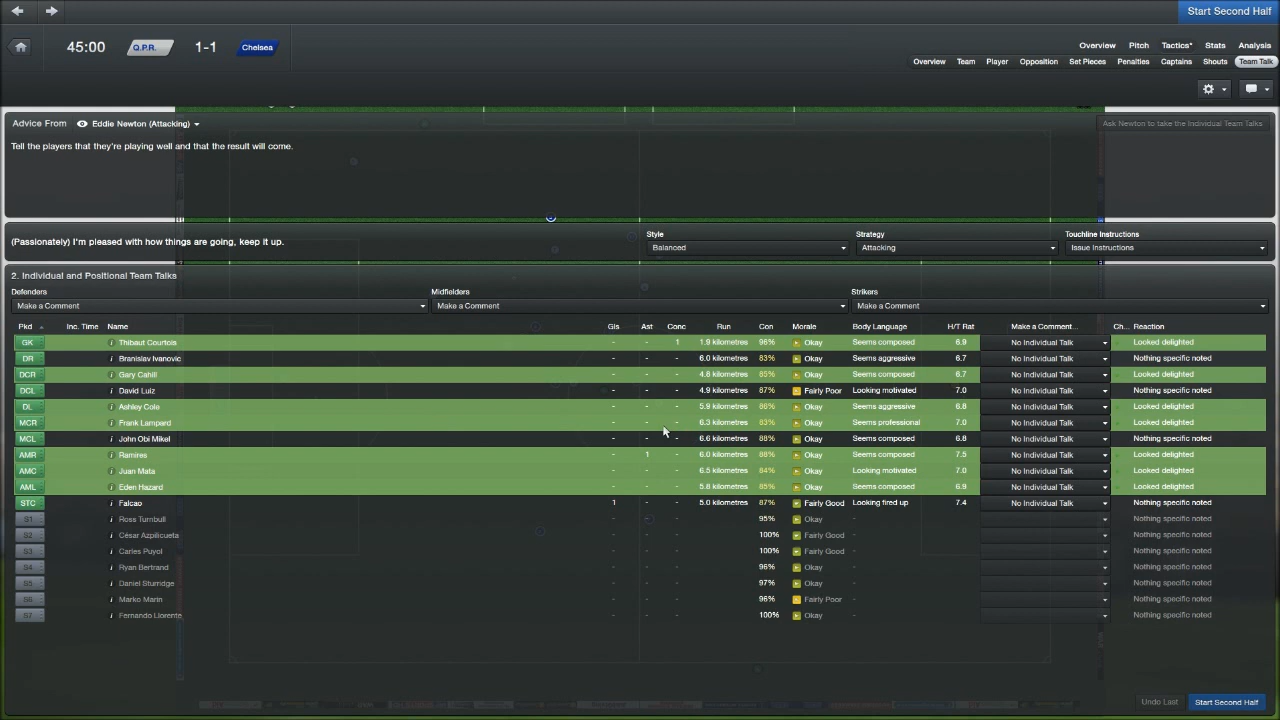 Start Second Half
45:00 Q.P.R. 1-1 Chelsea
Overview Pitch Tactics* Stats Analysis
Overview Team Player Opposition Set Pieces Penalties Captains Shouts Team Talk
Advice From Eddie Newton (Attacking) Ask Newton to take the Individual Team Talks
Tell the players that they're playing well and that the result will come.
Style Strategy Touchline Instructions
(Passionately) I'm pleased with how things are going, keep it up.
Balanced Attacking Issue Instructions
2. Individual and Positional Team Talks
Defenders Midfielders Strikers
Make a Comment Make a Comment Make a Comment
Pkd Inc. Time Name Gls Ast Conc Run Con Morale Body Language H/T Rat Make a Comment... Ch... Reaction
GK i Thibaut Courtois - - 1 1.9 kilometres 96% Okay Seems composed 6.9 No Individual Talk Looked delighted
DR i Branislav Ivanovic - - - 6.0 kilometres 83% Okay Seems aggressive 6.7 No Individual Talk Nothing specific noted
DCR i Gary Cahill - - - 4.8 kilometres 85% Okay Seems composed 6.7 No Individual Talk Looked delighted
DCL i David Luiz - - - 4.9 kilometres 87% Fairly Poor Looking motivated 7.0 No Individual Talk Nothing specific noted
DL i Ashley Cole - - - 5.9 kilometres 86% Okay Seems aggressive 6.8 No Individual Talk Looked delighted
MCR i Frank Lampard - - - 6.3 kilometres 83% Okay Seems professional 7.0 No Individual Talk Looked delighted
MCL i John Obi Mikel - - - 6.6 kilometres 88% Okay Seems composed 6.8 No Individual Talk Nothing specific noted
AMR i Ramires - 1 - 6.0 kilometres 88% Okay Seems composed 7.5 No Individual Talk Looked delighted
AMC i Juan Mata - - - 6.5 kilometres 84% Okay Looking motivated 7.0 No Individual Talk Looked delighted
AML i Eden Hazard - - - 5.8 kilometres 85% Okay Seems composed 6.9 No Individual Talk Looked delighted
STC i Falcao 1 - - 5.0 kilometres 87% Fairly Good Looking fired up 7.4 No Individual Talk Nothing specific noted
S1 i Ross Turnbull - - - 95% Okay - Nothing specific noted
S2 i César Azpilicueta - - - 100% Fairly Good - Nothing specific noted
S3 i Carles Puyol - - - 100% Fairly Good - Nothing specific noted
S4 i Ryan Bertrand - - - 96% Okay - Nothing specific noted
S5 i Daniel Sturridge - - - 97% Okay - Nothing specific noted
S6 i Marko Marin - - - 96% Fairly Poor - Nothing specific noted
S7 i Fernando Llorente - - - 100% Okay - Nothing specific noted
Undo Last Start Second Half